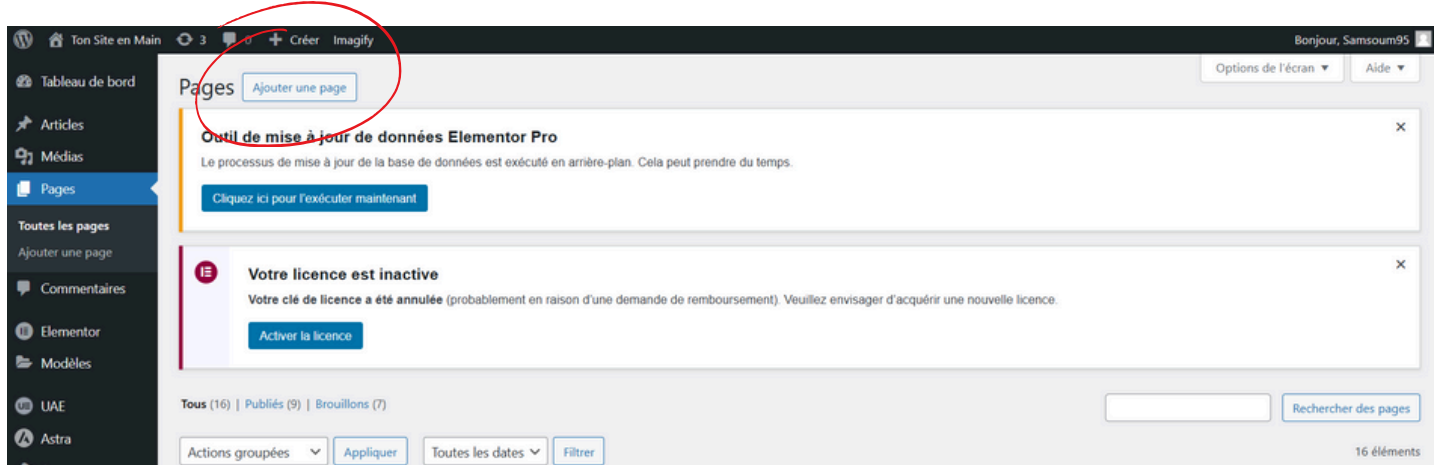 Ton Site en Main 3 0 Créer Imagify Bonjour, Samsoum95
Options de l'écran ▼ Aide ▼
Tableau de bord
Articles
Médias
Pages
Toutes les pages
Ajouter une page
Commentaires
Elementor
Modèles
UAE
Astra
Pages Ajouter une page
Outil de mise à jour de données Elementor Pro
Le processus de mise à jour de la base de données est exécuté en arrière-plan. Cela peut prendre du temps.
Cliquez ici pour l'exécuter maintenant
Votre licence est inactive
Votre clé de licence a été annulée (probablement en raison d'une demande de remboursement). Veuillez envisager d'acquérir une nouvelle licence.
Activer la licence
Tous (16) | Publiés (9) | Brouillons (7)
Rechercher des pages
Actions groupées Appliquer Toutes les dates Filtrer 16 éléments